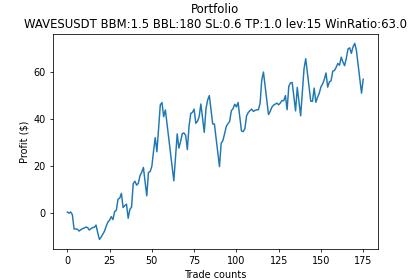 Portfolio
WAVESUSDT BBM:1.5 BBL:180 SL:0.6 TP:1.0 lev:15 WinRatio:63.0
Profit ($)
60
40
20
0
0 25 50 75 100 125 150 175
Trade counts